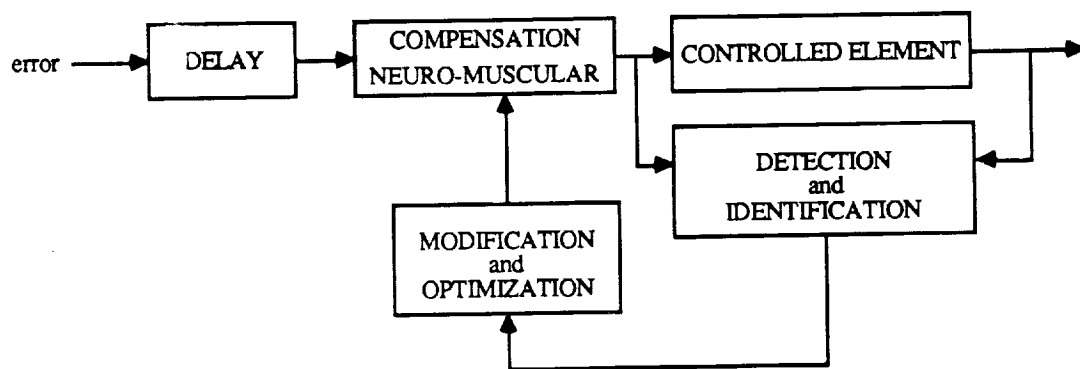 error
DELAY
COMPENSATION
NEURO-MUSCULAR
CONTROLLED ELEMENT
DETECTION
and
IDENTIFICATION
MODIFICATION
and
OPTIMIZATION